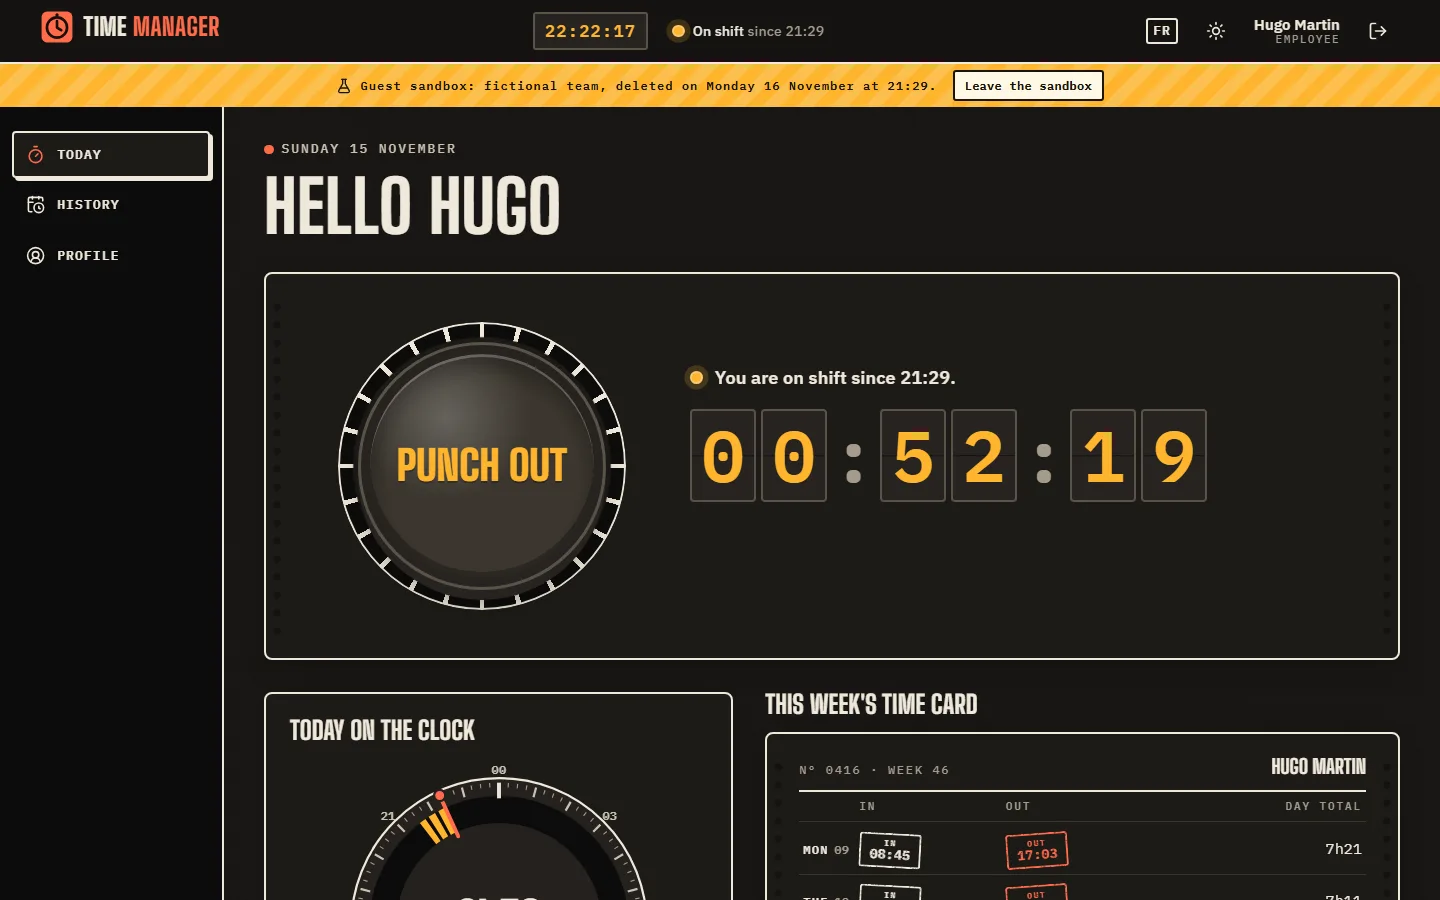 TIME MANAGER
22:22:17
On shift since 21:29
FR
Hugo Martin
EMPLOYEE
Guest sandbox: fictional team, deleted on Monday 16 November at 21:29.
Leave the sandbox
TODAY
HISTORY
PROFILE
SUNDAY 15 NOVEMBER
HELLO HUGO
PUNCH OUT
You are on shift since 21:29.
00:52:19
TODAY ON THE CLOCK
00
21
03
THIS WEEK'S TIME CARD
N° 0416 · WEEK 46
HUGO MARTIN
IN OUT DAY TOTAL
MON 09 IN 08:45 OUT 17:03 7h21
IN OUT